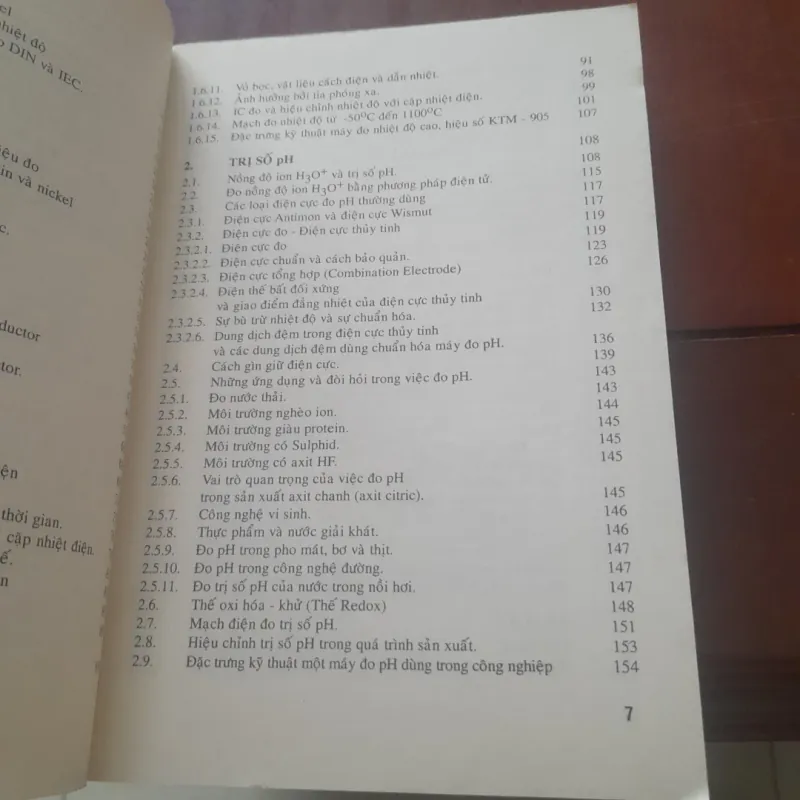 el
nhiệt độ
o DIN và IEC.
iệu đo
in và nickel
c.
ductor
tor.
ện
thời gian.
cặp nhiệt điện.
ế.
n
1.6.11. Vỏ bọc, vật liệu cách điện và dẫn nhiệt. 91
1.6.12. Ảnh hưởng bởi tia phóng xạ. 98
1.6.13. IC đo và hiệu chỉnh nhiệt độ với cặp nhiệt điện. 99
1.6.14. Mạch đo nhiệt độ từ -50°C đến 1100°C 101
1.6.15. Đặc trưng kỹ thuật máy đo nhiệt độ cao, hiệu số KTM - 905 107
2. TRỊ SỐ pH 108
2.1. Nồng độ ion H3O+ và trị số pH. 108
2.2. Đo nồng độ ion H3O+ bằng phương pháp điện tử. 115
2.3. Các loại điện cực đo pH thường dùng 117
2.3.1. Điện cực Antimon và điện cực Wismut 117
2.3.2. Điện cực đo - Điện cực thủy tinh 119
2.3.2.1. Điện cực đo 119
2.3.2.2. Điện cực chuẩn và cách bảo quản. 123
2.3.2.3. Điện cực tổng hợp (Combination Electrode) 126
2.3.2.4. Điện thế bất đối xứng
và giao điểm đẳng nhiệt của điện cực thủy tinh 130
2.3.2.5. Sự bù trừ nhiệt độ và sự chuẩn hóa. 132
2.3.2.6. Dung dịch đệm trong điện cực thủy tinh
và các dung dịch đệm dùng chuẩn hóa máy đo pH. 136
2.4. Cách gìn giữ điện cực. 139
2.5. Những ứng dụng và đòi hỏi trong việc đo pH. 143
2.5.1. Đo nước thải. 143
2.5.2. Môi trường nghèo ion. 144
2.5.3. Môi trường giàu protein. 145
2.5.4. Môi trường có Sulphid. 145
2.5.5. Môi trường có axit HF. 145
2.5.6. Vai trò quan trọng của việc đo pH
trong sản xuất axit chanh (axit citric). 145
2.5.7. Công nghệ vi sinh. 146
2.5.8. Thực phẩm và nước giải khát. 146
2.5.9. Đo pH trong pho mát, bơ và thịt. 147
2.5.10. Đo pH trong công nghệ đường. 147
2.5.11. Đo trị số pH của nước trong nồi hơi. 147
2.6. Thế oxi hóa - khử (Thế Redox) 148
2.7. Mạch điện đo trị số pH. 151
2.8. Hiệu chỉnh trị số pH trong quá trình sản xuất. 153
2.9. Đặc trưng kỹ thuật một máy đo pH dùng trong công nghiệp 154
7